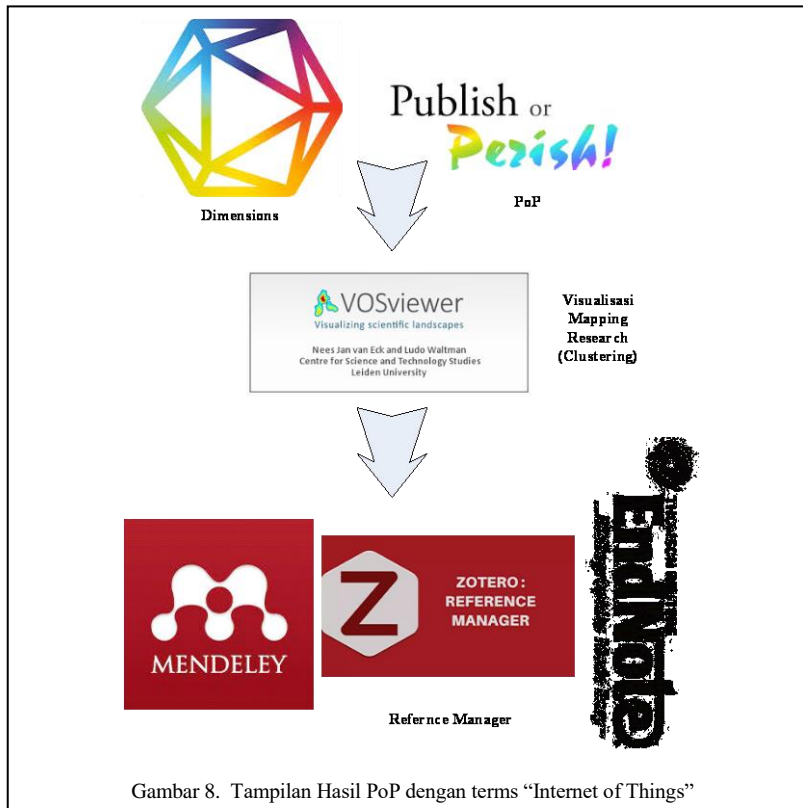 Publish or
Perish!
Dimensions
PoP
VOSviewer
Visualizing scientific landscapes
Nees Jan van Eck and Ludo Waltman
Centre for Science and Technology Studies
Leiden University
Visualisasi
Mapping
Research
(Clustering)
MENDELEY
Z
ZOTERO :
REFERENCE
MANAGER
EndNote
Refernce Manager
Gambar 8. Tampilan Hasil PoP dengan terms “Internet of Things”